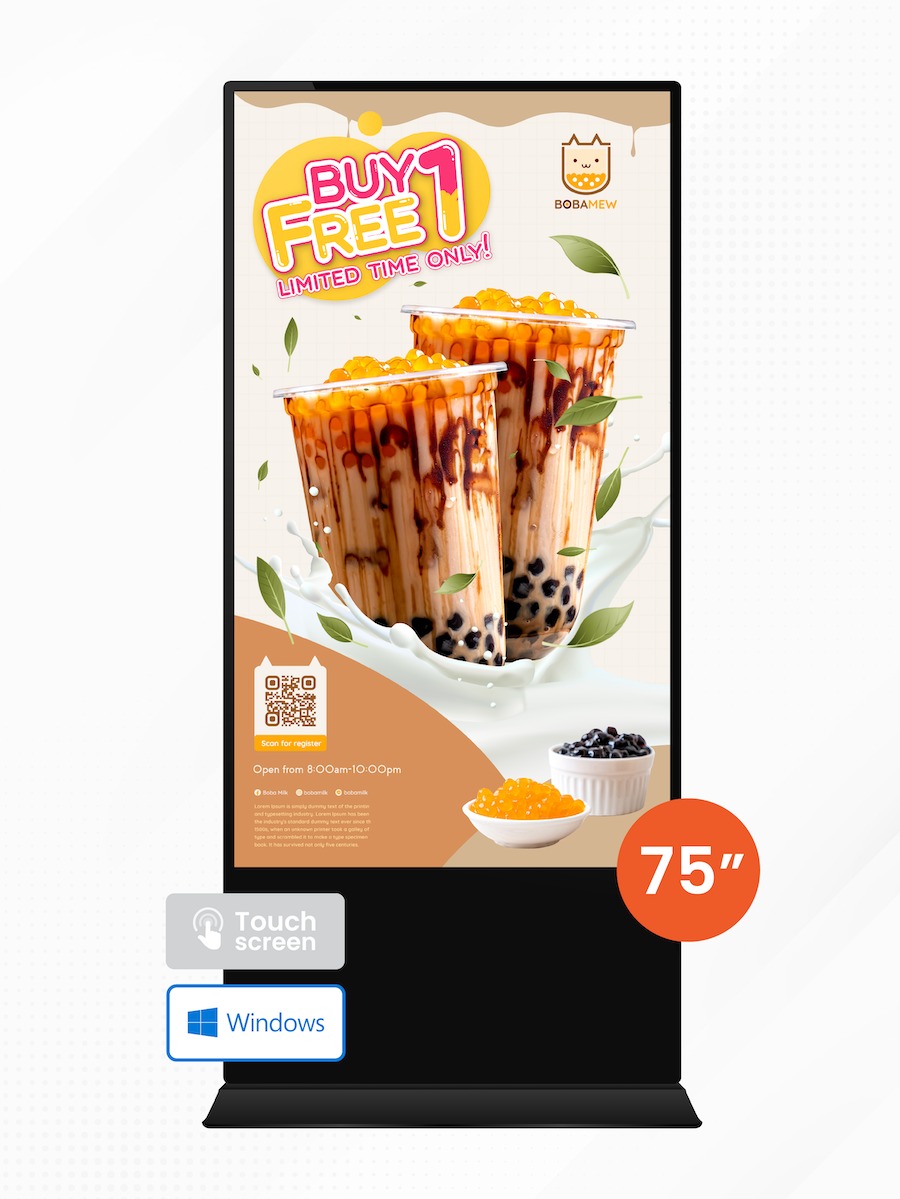 BUY 1
FREE
LIMITED TIME ONLY!
BOBAMEW
Scan for register
Open from 8:00am-10:00pm
Boba Milk bobamilk bobamilk
Lorem Ipsum is simply dummy text of the printing
and typesetting industry. Lorem Ipsum has been
the industry's standard dummy text ever since th
1500s, when an unknown printer took a galley of
type and scrambled it to make a type specimen
book. It has survived not only five centuries.
75"
Touch
screen
Windows